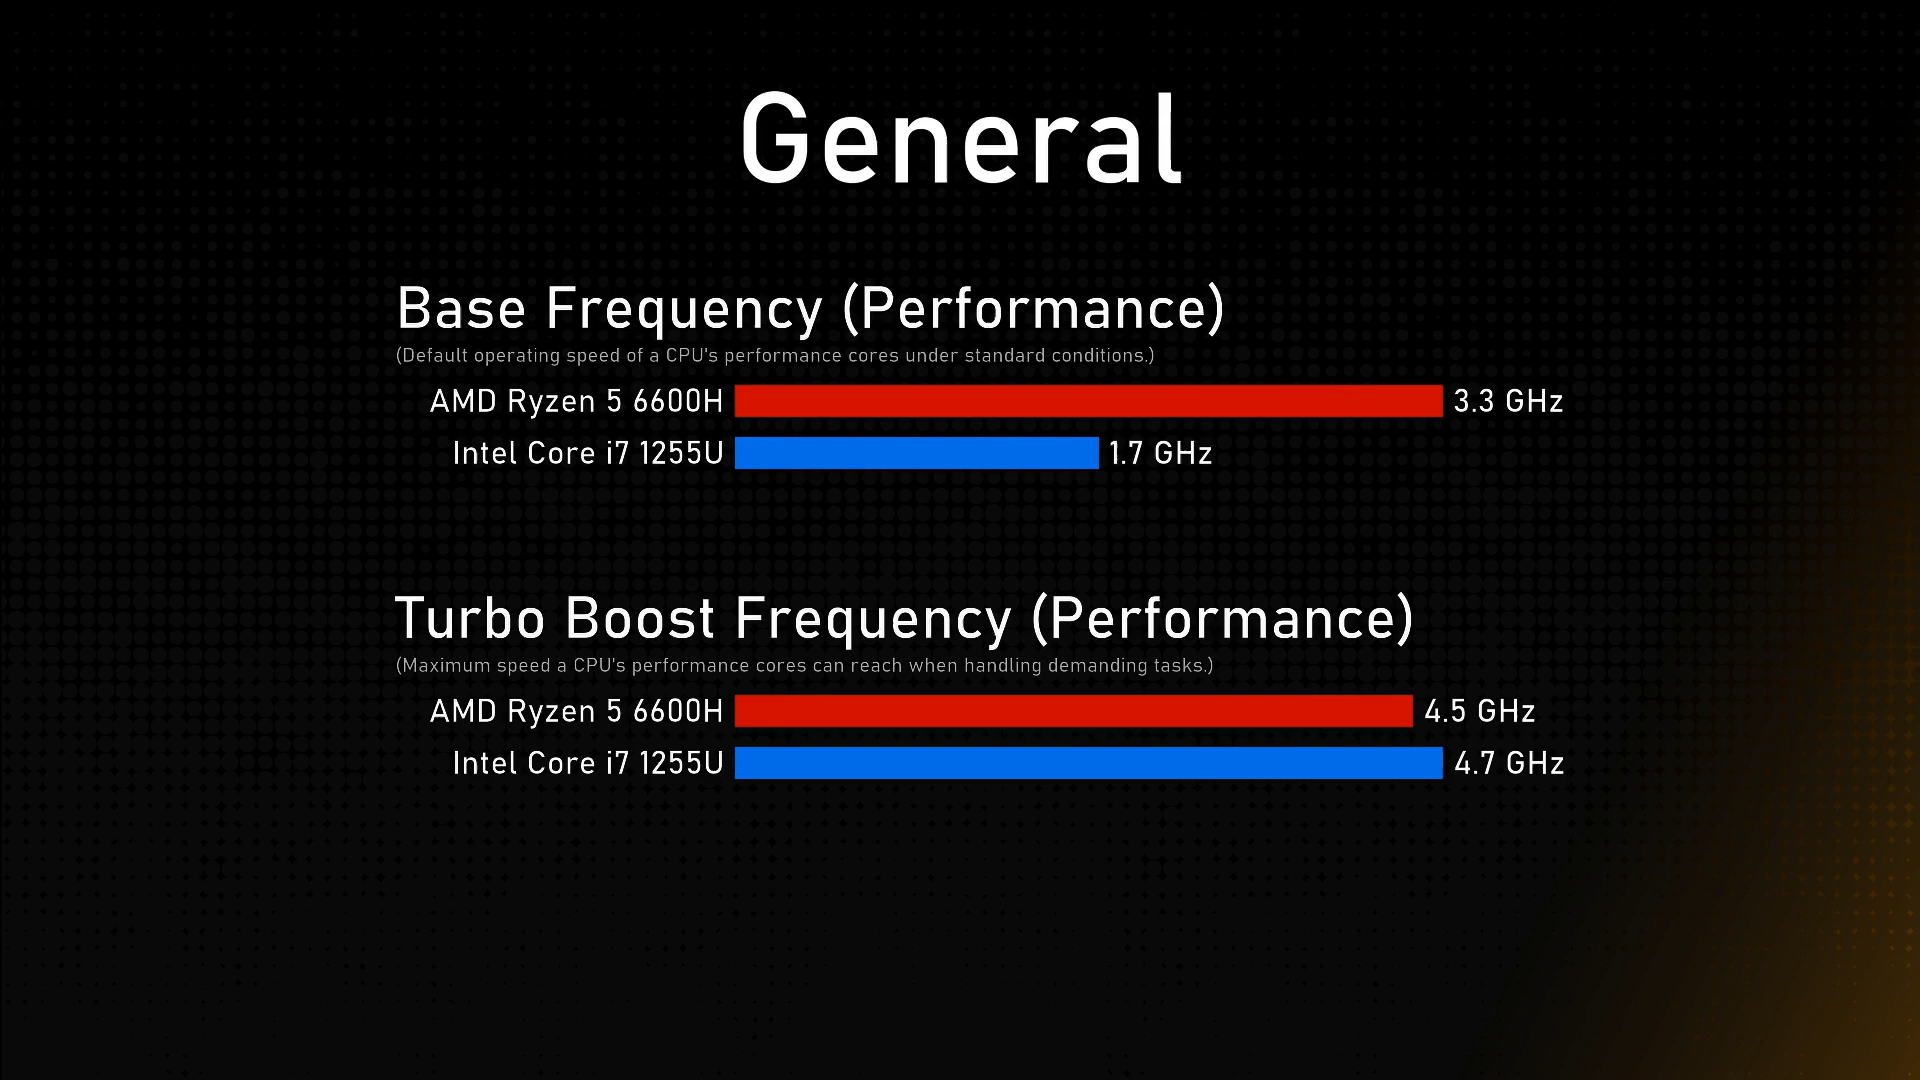 General
Base Frequency (Performance)
(Default operating speed of a CPU's performance cores under standard conditions.)
AMD Ryzen 5 6600H 3.3 GHz
Intel Core i7 1255U 1.7 GHz
Turbo Boost Frequency (Performance)
(Maximum speed a CPU's performance cores can reach when handling demanding tasks.)
AMD Ryzen 5 6600H 4.5 GHz
Intel Core i7 1255U 4.7 GHz